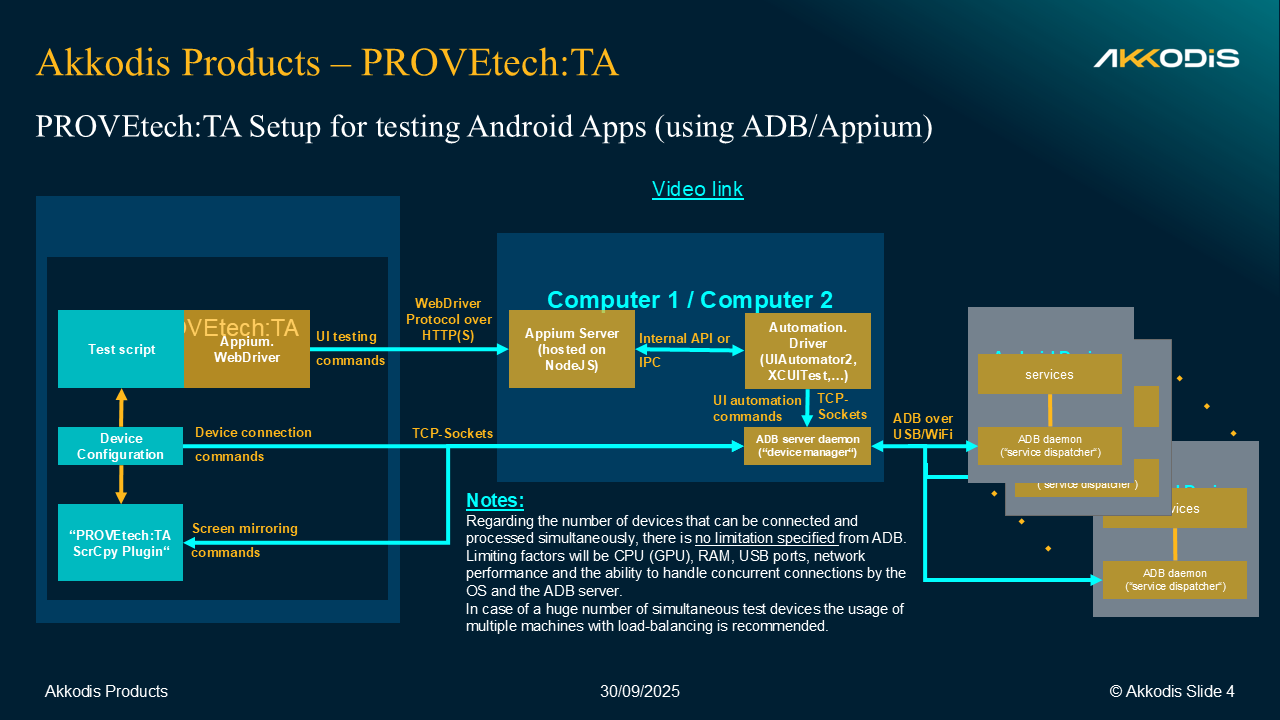 Akkodis Products – PROVEtech:TA
AKKODIS
PROVEtech:TA Setup for testing Android Apps (using ADB/Appium)
Video link
Computer 1 / Computer 2
VEtech:TA
Test script
Appium.
WebDriver
UI testing
commands
WebDriver
Protocol over
HTTP(S)
Appium Server
(hosted on
NodeJS)
Internal API or
IPC
Automation.
Driver
(UIAutomator2,
XCUITest,...)
UI automation
commands
TCP-
Sockets
Device
Configuration
Device connection
commands
TCP-Sockets
ADB server daemon
("device manager")
ADB over
USB/WiFi
services
ADB daemon
("service dispatcher")
("service dispatcher")
vices
ADB daemon
("service dispatcher")
“PROVEtech:TA
ScrCpy Plugin“
Screen mirroring
commands
Notes:
Regarding the number of devices that can be connected and
processed simultaneously, there is no limitation specified from ADB.
Limiting factors will be CPU (GPU), RAM, USB ports, network
performance and the ability to handle concurrent connections by the
OS and the ADB server.
In case of a huge number of simultaneous test devices the usage of
multiple machines with load-balancing is recommended.
Akkodis Products
30/09/2025
© Akkodis Slide 4